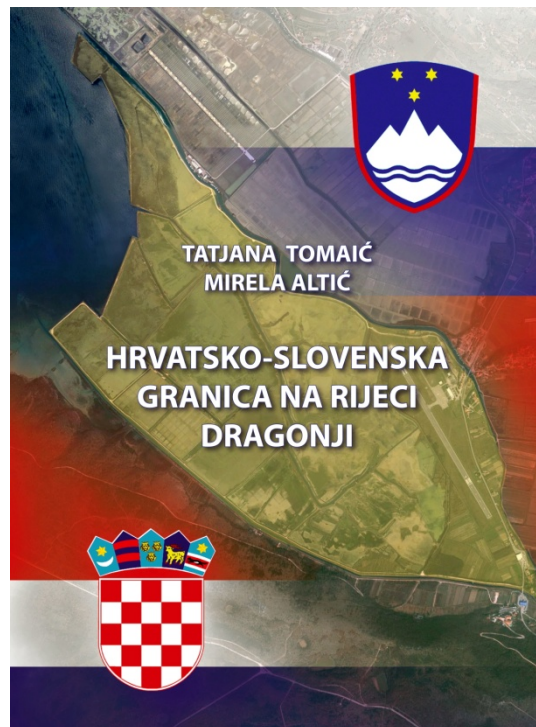 TATJANA TOMAIĆ
MIRELA ALTIĆ
HRVATSKO-SLOVENSKA
GRANICA NA RIJECI
DRAGONJI